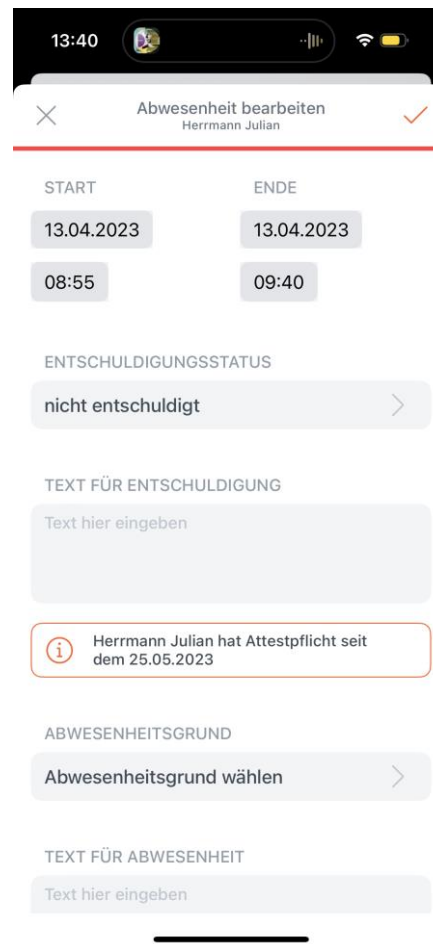 13:40
Abwesenheit bearbeiten
Herrmann Julian
START ENDE
13.04.2023 13.04.2023
08:55 09:40
ENTSCHULDIGUNGSSTATUS
nicht entschuldigt
TEXT FÜR ENTSCHULDIGUNG
Text hier eingeben
Herrmann Julian hat Attestpflicht seit
dem 25.05.2023
ABWESENHEITSGRUND
Abwesenheitsgrund wählen
TEXT FÜR ABWESENHEIT
Text hier eingeben